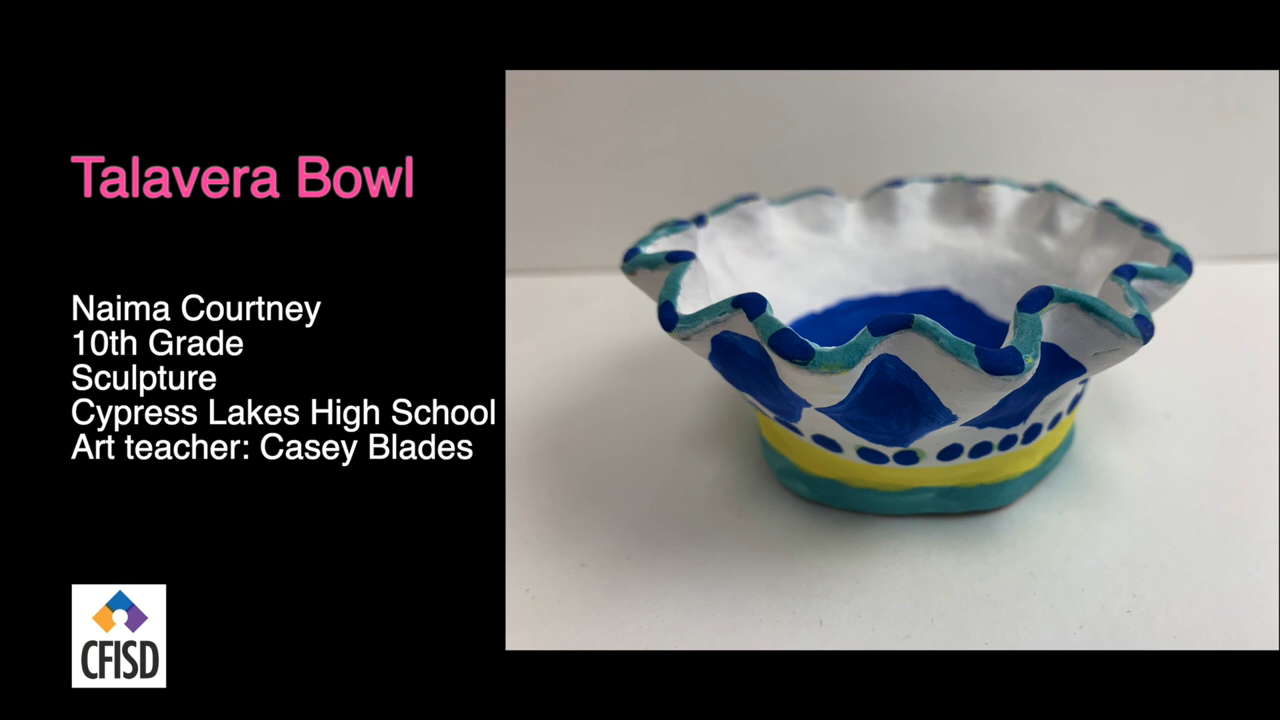 Talavera Bowl
Naima Courtney
10th Grade
Sculpture
Cypress Lakes High School
Art teacher: Casey Blades
CFISD